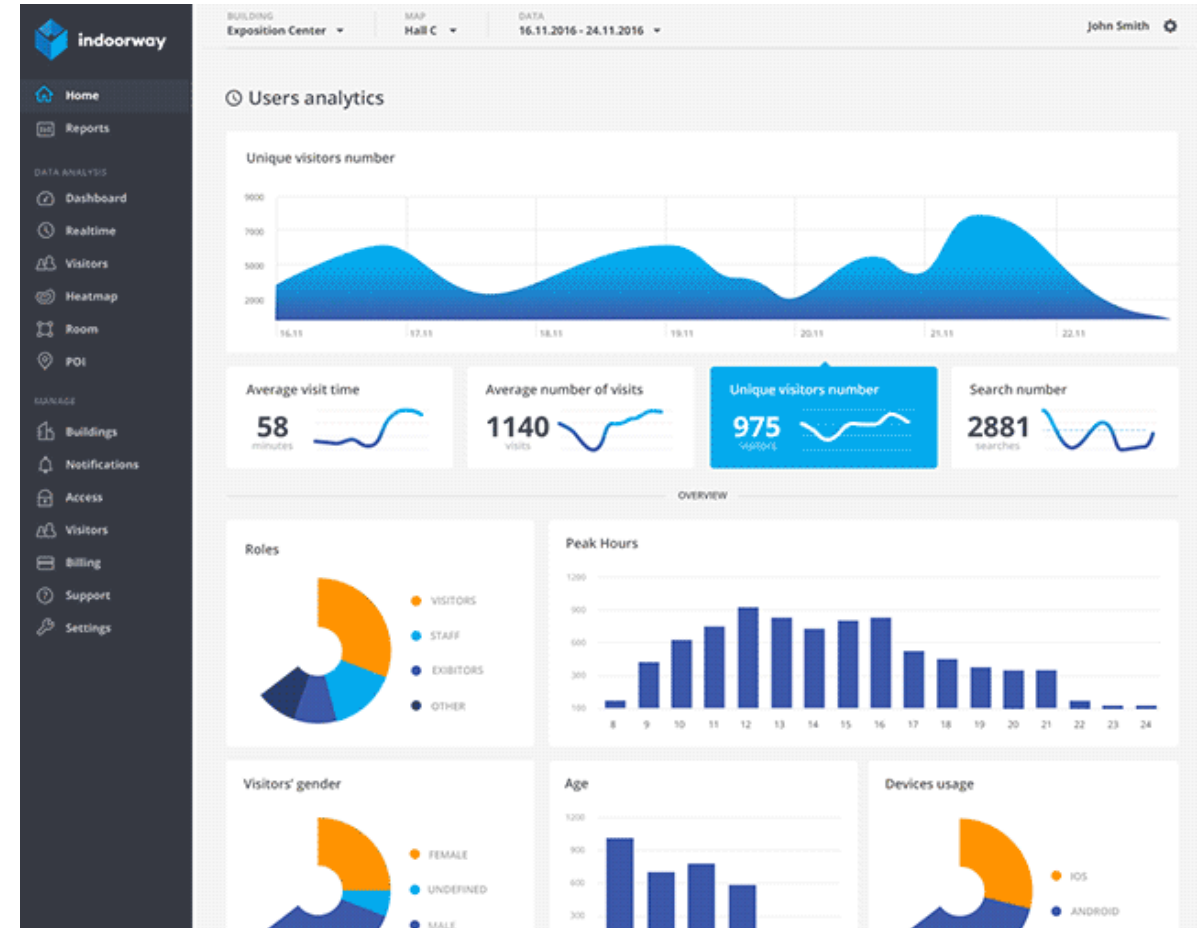 indoorway
BUILDING
Exposition Center
MAP
Hall C
DATA
16.11.2016 - 24.11.2016
John Smith
Home
Reports
DATA ANALYSIS
Dashboard
Realtime
Visitors
Heatmap
Room
POI
MANAGE
Buildings
Notifications
Access
Visitors
Billing
Support
Settings
Users analytics
Unique visitors number
9000
7000
5000
2000
16.11 17.11 18.11 19.11 20.11 21.11 22.11
Average visit time
58
minutes
Average number of visits
1140
visits
Unique visitors number
975
visitors
Search number
2881
searches
OVERVIEW
Roles
VISITORS
STAFF
EXIBITORS
OTHER
Peak Hours
1200
900
600
300
100
8 9 10 11 12 13 14 15 16 17 18 19 20 21 22 23 24
Visitors' gender
FEMALE
UNDEFINED
MALE
Age
1200
900
600
300
Devices usage
IOS
ANDROID